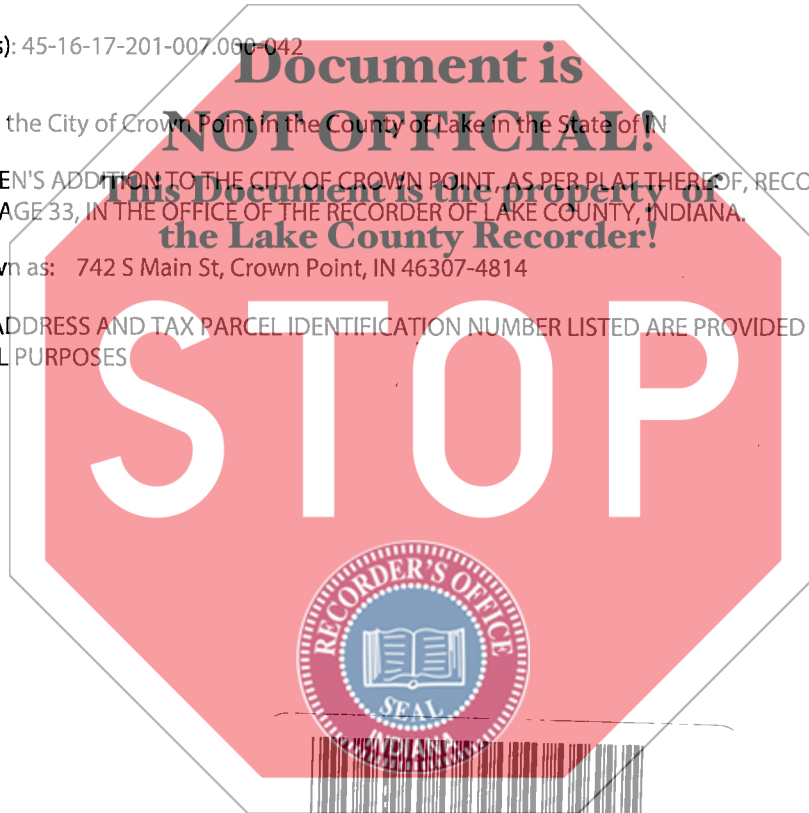 s): 45-16-17-201-007.000-042
Document is
the City of Crown Point in the County of Lake in the State of IN
NOT OFFICIAL!
EN'S ADDITION TO THE CITY OF CROWN POINT, AS PER PLAT THEREOF, RECO
This Document is the property of
AGE 33, IN THE OFFICE OF THE RECORDER OF LAKE COUNTY, INDIANA.
the Lake County Recorder!
vn as: 742 S Main St, Crown Point, IN 46307-4814
ADDRESS AND TAX PARCEL IDENTIFICATION NUMBER LISTED ARE PROVIDED
L PURPOSES
STOP
RECORDER'S OFFICE
SEAL
INDIANA